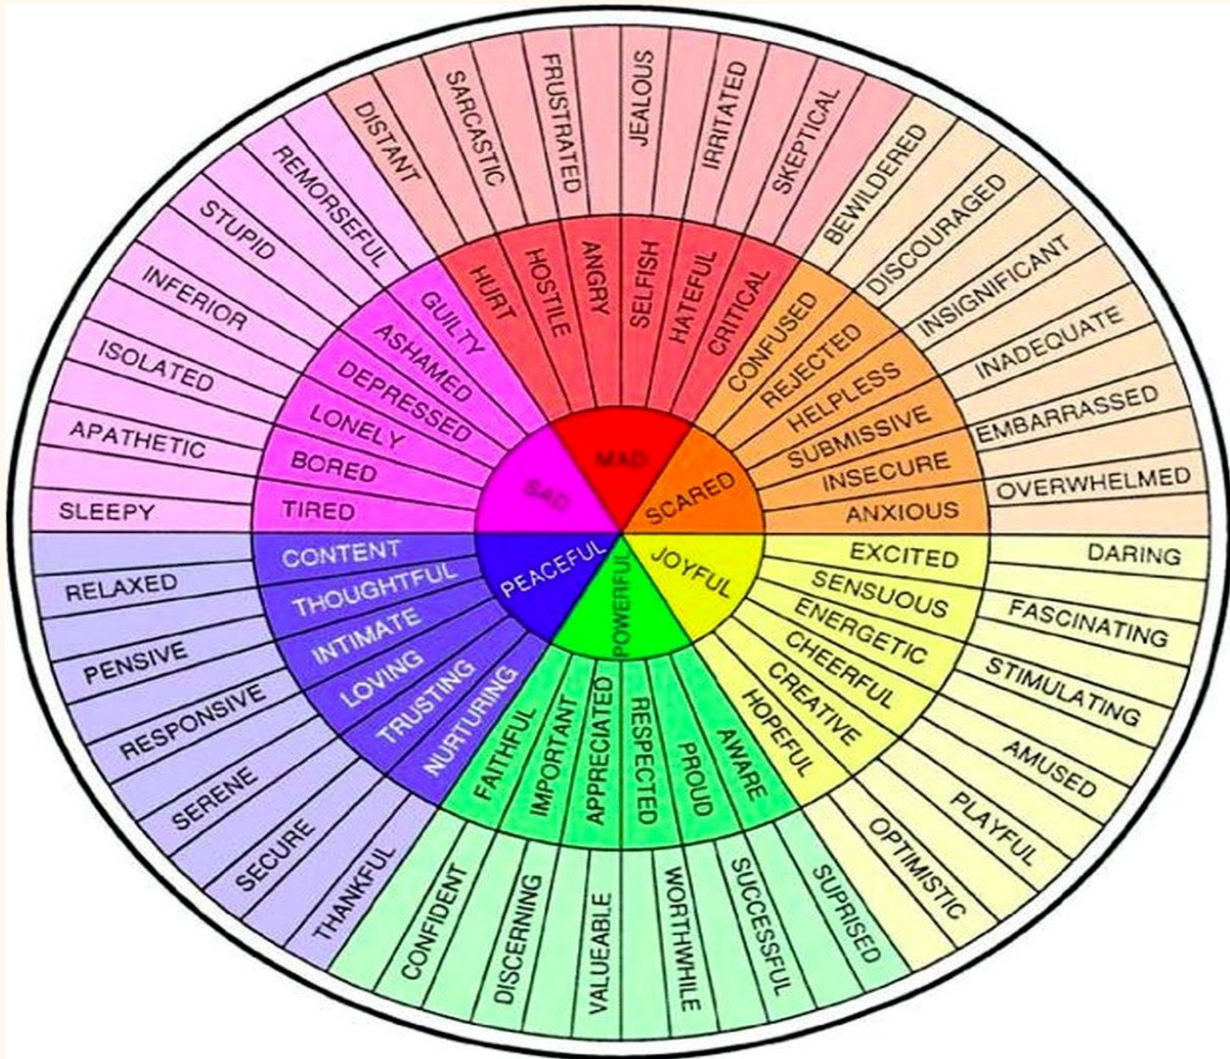 MAD
SCARED
JOYFUL
POWERFUL
PEACEFUL
SAD
HURT
HOSTILE
ANGRY
SELFISH
HATEFUL
CRITICAL
CONFUSED
REJECTED
HELPLESS
SUBMISSIVE
INSECURE
ANXIOUS
EXCITED
SENSUOUS
ENERGETIC
CHEERFUL
CREATIVE
HOPEFUL
AWARE
PROUD
RESPECTED
APPRECIATED
IMPORTANT
FAITHFUL
NURTURING
TRUSTING
LOVING
INTIMATE
THOUGHTFUL
CONTENT
TIRED
BORED
LONELY
DEPRESSED
ASHAMED
GUILTY
DISTANT
SARCASTIC
FRUSTRATED
JEALOUS
IRRITATED
SKEPTICAL
BEWILDERED
DISCOURAGED
INSIGNIFICANT
INADEQUATE
EMBARRASSED
OVERWHELMED
DARING
FASCINATING
STIMULATING
AMUSED
PLAYFUL
OPTIMISTIC
SUPRISED
SUCCESSFUL
WORTHWHILE
VALUEABLE
DISCERNING
CONFIDENT
THANKFUL
SECURE
SERENE
RESPONSIVE
PENSIVE
RELAXED
SLEEPY
APATHETIC
ISOLATED
INFERIOR
STUPID
REMORSEFUL